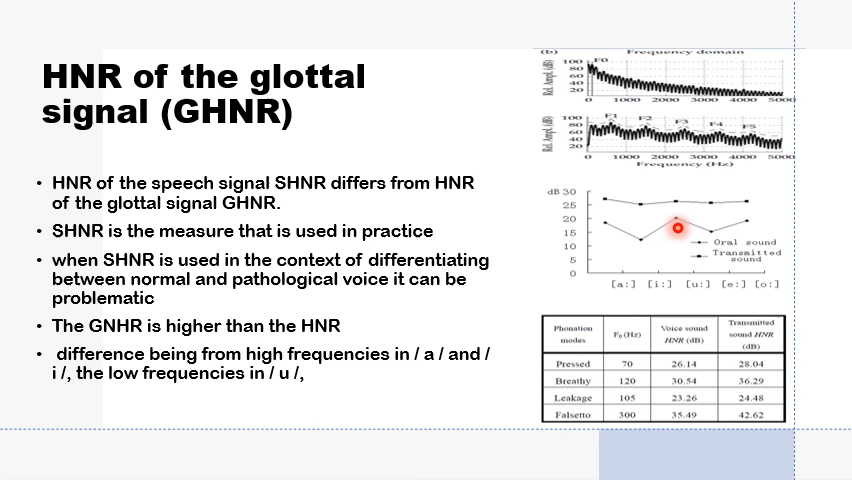 HNR of the glottal
signal (GHNR)
• HNR of the speech signal SHNR differs from HNR
of the glottal signal GHNR.
• SHNR is the measure that is used in practice
• when SHNR is used in the context of differentiating
between normal and pathological voice it can be
problematic
• The GNHR is higher than the HNR
• difference being from high frequencies in / a / and /
i /, the low frequencies in / u /,
(b) Frequency domain
Rel. Ampl. (dB)
100
80
60
40
20
F0
0 1000 2000 3000 4000 5000
Rel. Ampl. (dB)
100
80
60
40
20
F1 F2 F3 F4 F5
0 1000 2000 3000 4000 5000
Frequency (Hz)
dB 30
25
20
15
10
5
0
Oral sound
Transmitted
sound
[a:] [i:] [u:] [e:] [o:]
Phonation modes F0 (Hz) Voice sound HNR (dB) Transmitted sound HNR (dB)
Pressed 70 26.14 28.04
Breathy 120 30.54 36.29
Leakage 105 23.26 24.48
Falsetto 300 35.49 42.62